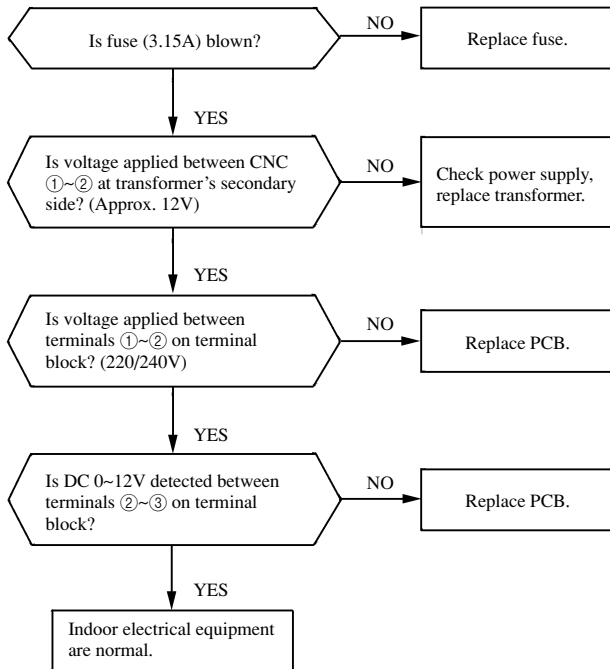 Is fuse (3.15A) blown?
NO
Replace fuse.
YES
Is voltage applied between CNC
①~② at transformer's secondary
side? (Approx. 12V)
NO
Check power supply,
replace transformer.
YES
Is voltage applied between
terminals ①~② on terminal
block? (220/240V)
NO
Replace PCB.
YES
Is DC 0~12V detected between
terminals ②~③ on terminal
block?
NO
Replace PCB.
YES
Indoor electrical equipment
are normal.